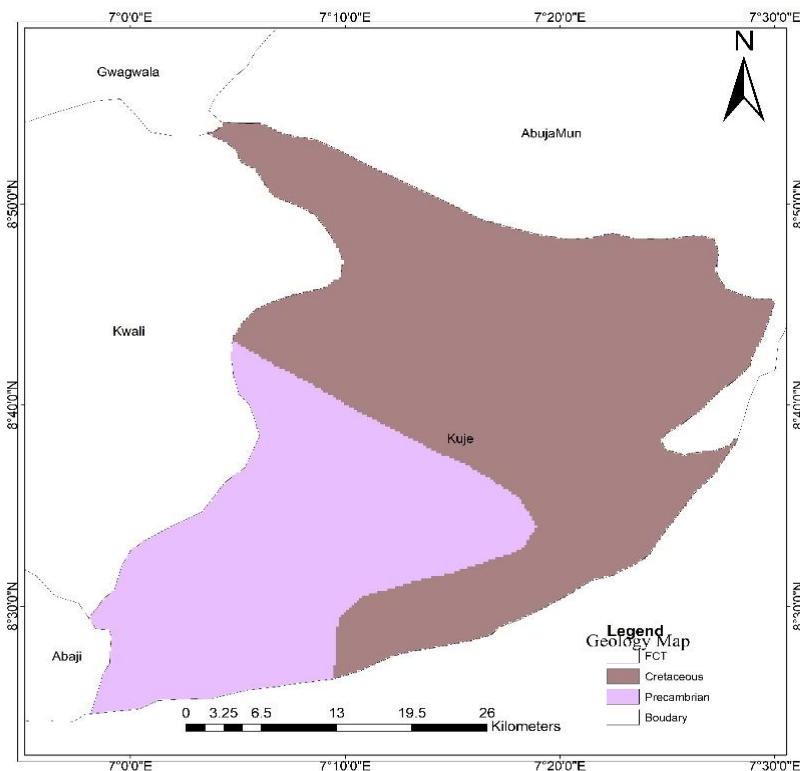 7°0'0"E 7°10'0"E 7°20'0"E 7°30'0"E
N
Gwagwala
AbujaMun
8°50'0"N 8°50'0"N
Kwali
8°40'0"N 8°40'0"N
Kuje
8°30'0"N 8°30'0"N
Abaji
Legend
Geology Map
FCT
Cretaceous
Precambrian
Boudary
0 3.25 6.5 13 19.5 26
Kilometers
7°0'0"E 7°10'0"E 7°20'0"E 7°30'0"E